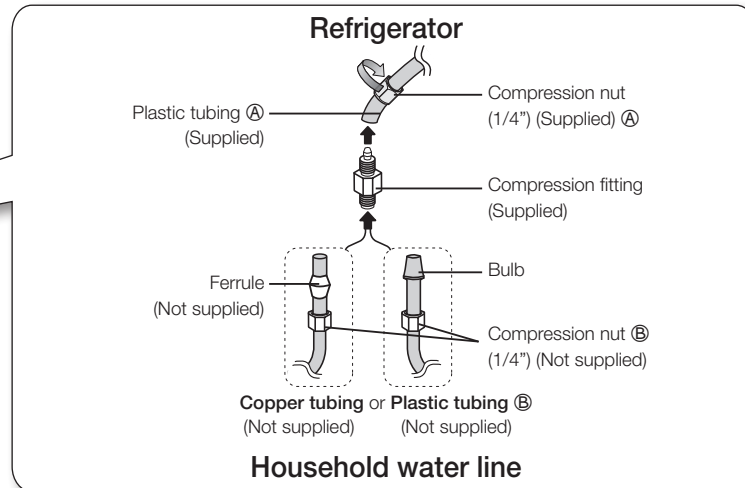 Refrigerator
Plastic tubing Ⓐ
(Supplied)
Compression nut
(1/4”) (Supplied) Ⓐ
Compression fitting
(Supplied)
Ferrule
(Not supplied)
Bulb
Compression nut Ⓑ
(1/4”) (Not supplied)
Copper tubing or Plastic tubing Ⓑ
(Not supplied) (Not supplied)
Household water line